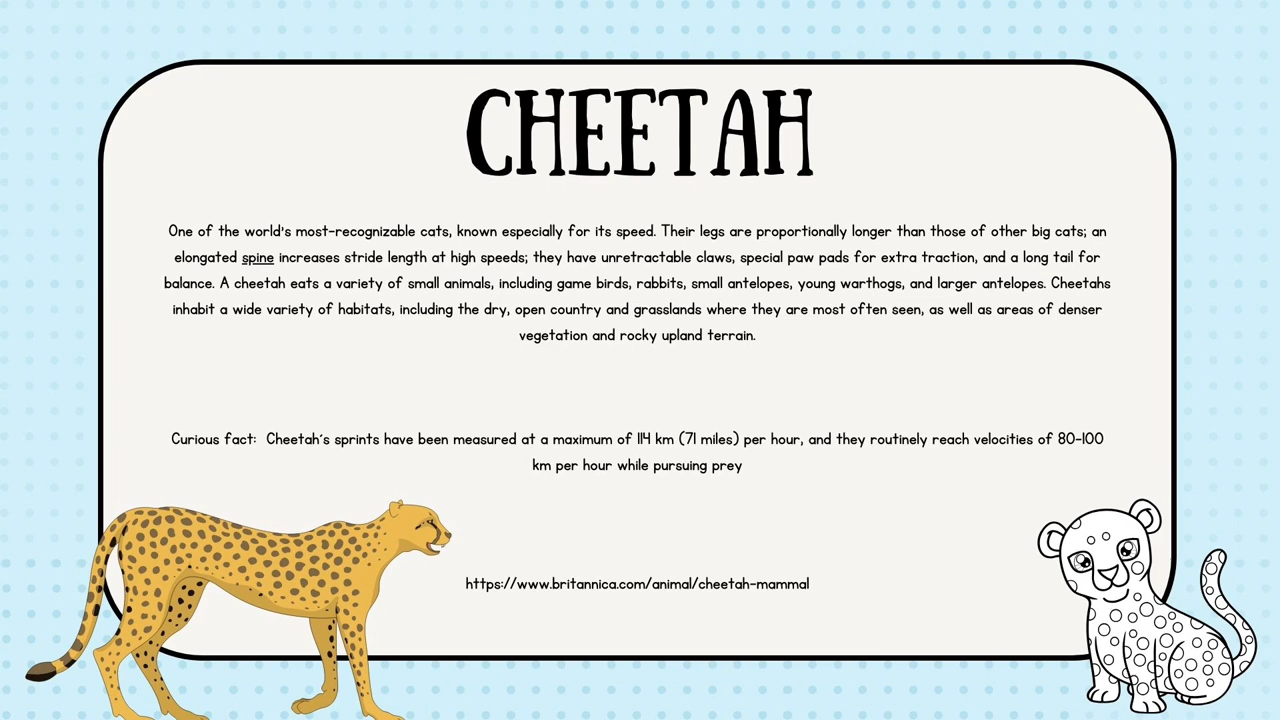 CHEETAH
One of the world's most-recognizable cats, known especially for its speed. Their legs are proportionally longer than those of other big cats; an
elongated spine increases stride length at high speeds; they have unretractable claws, special paw pads for extra traction, and a long tail for
balance. A cheetah eats a variety of small animals, including game birds, rabbits, small antelopes, young warthogs, and larger antelopes. Cheetahs
inhabit a wide variety of habitats, including the dry, open country and grasslands where they are most often seen, as well as areas of denser
vegetation and rocky upland terrain.
Curious fact:  Cheetah´s sprints have been measured at a maximum of 114 km (71 miles) per hour, and they routinely reach velocities of 80-100
km per hour while pursuing prey
https://www.britannica.com/animal/cheetah-mammal